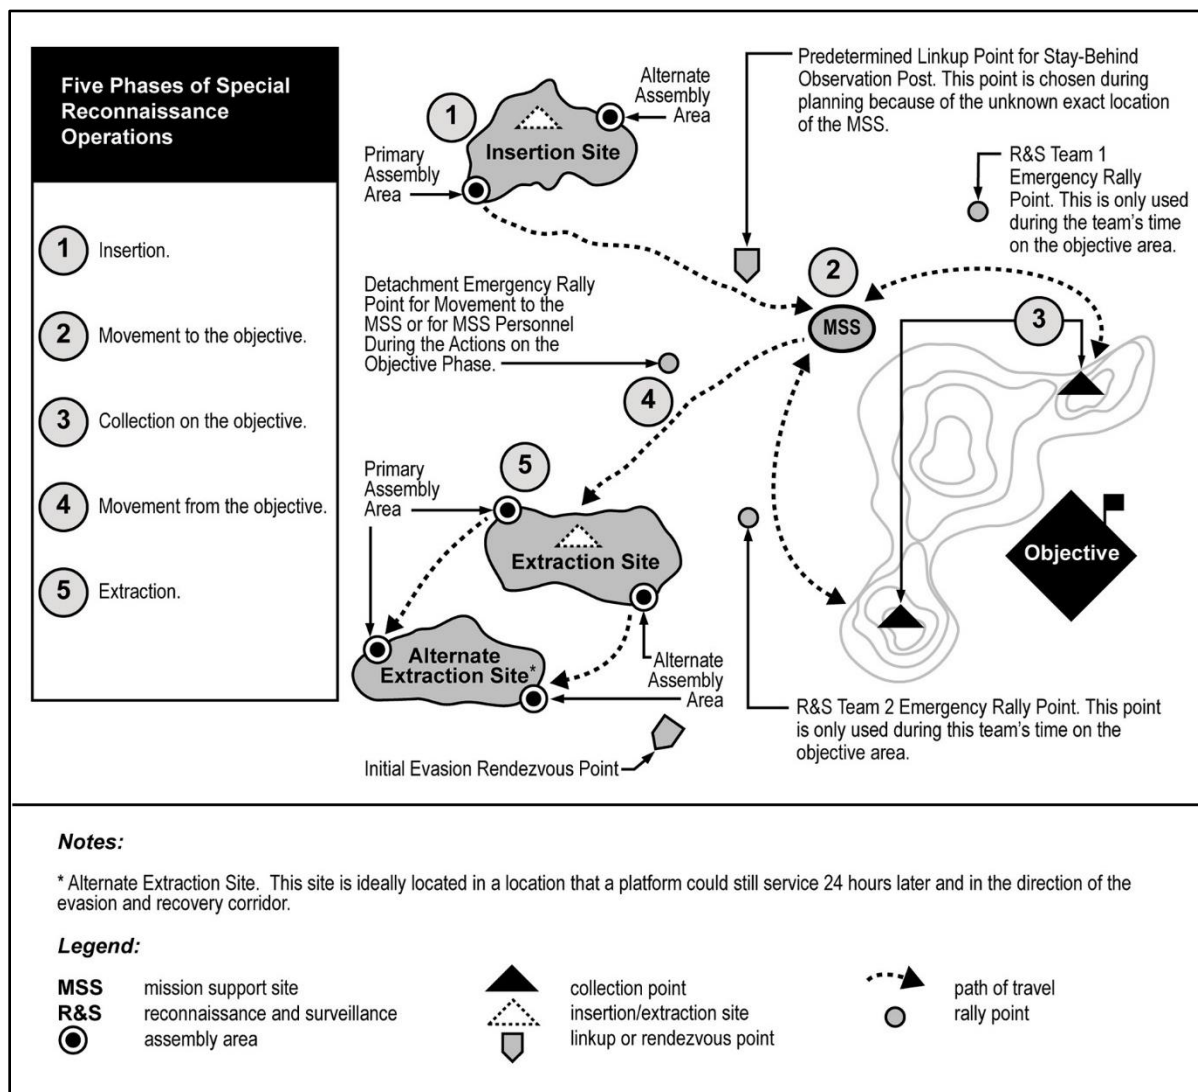 Five Phases of Special
Reconnaissance
Operations
1 Insertion.
2 Movement to the objective.
3 Collection on the objective.
4 Movement from the objective.
5 Extraction.
1
Alternate
Assembly
Area
Insertion Site
Primary
Assembly
Area
Predetermined Linkup Point for Stay-Behind
Observation Post. This point is chosen during
planning because of the unknown exact location
of the MSS.
R&S Team 1
Emergency Rally
Point. This is only used
during the team's time
on the objective area.
2
MSS
3
Detachment Emergency Rally
Point for Movement to the
MSS or for MSS Personnel
During the Actions on the
Objective Phase.
4
5
Primary
Assembly
Area
Extraction Site
Objective
Alternate
Extraction Site*
Alternate
Assembly
Area
R&S Team 2 Emergency Rally Point. This point
is only used during this team's time on the
objective area.
Initial Evasion Rendezvous Point
Notes:
* Alternate Extraction Site. This site is ideally located in a location that a platform could still service 24 hours later and in the direction of the
evasion and recovery corridor.
Legend:
MSS mission support site
R&S reconnaissance and surveillance
assembly area
collection point
insertion/extraction site
linkup or rendezvous point
path of travel
rally point